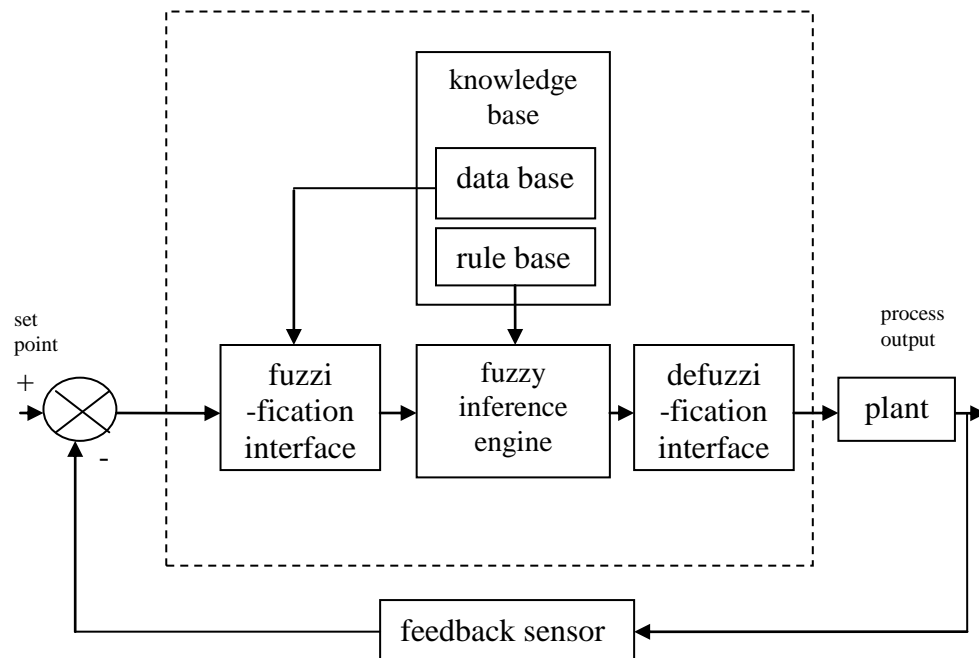 knowledge
base
data base
rule base
set
point
+
-
fuzzi
-fication
interface
fuzzy
inference
engine
defuzzi
-fication
interface
process
output
plant
feedback sensor